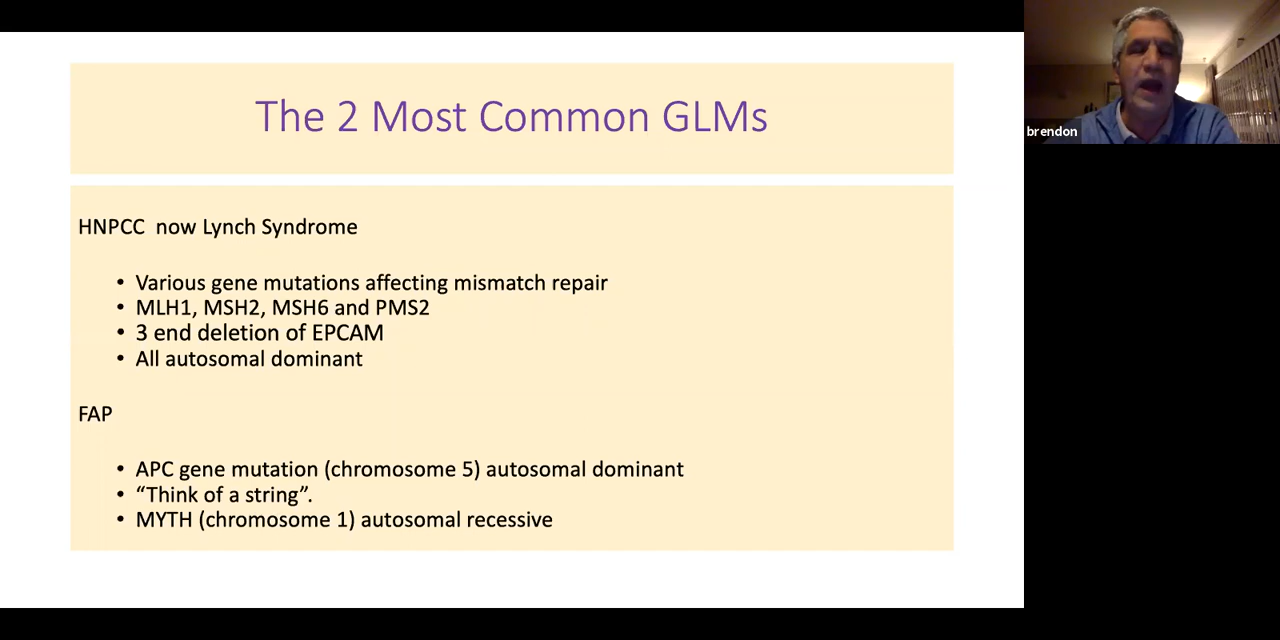 The 2 Most Common GLMs
brendon
HNPCC  now Lynch Syndrome
• Various gene mutations affecting mismatch repair
• MLH1, MSH2, MSH6 and PMS2
• 3 end deletion of EPCAM
• All autosomal dominant
FAP
• APC gene mutation (chromosome 5) autosomal dominant
• “Think of a string”.
• MYTH (chromosome 1) autosomal recessive